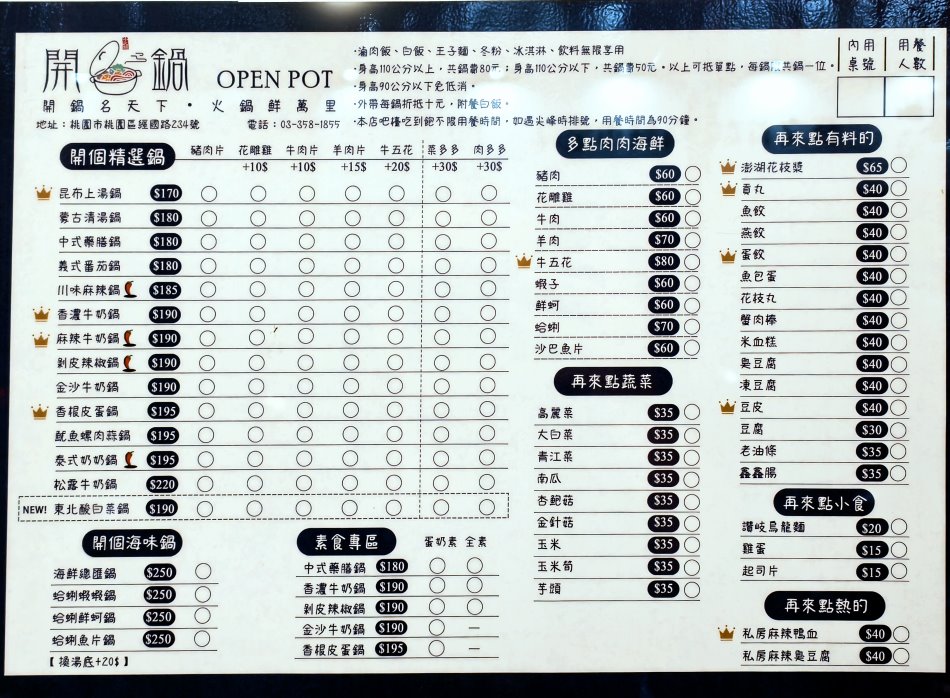 開鍋 OPEN POT
開鍋名天下・火鍋鮮萬里
地址：桃園市桃園區經國路234號 電話：03-358-1855
·滷肉飯、白飯、王子麵、冬粉、冰淇淋、飲料無限享用
·身高110公分以上，共鍋費80元；身高110公分以下，共鍋費50元。以上可抵單點，每鍋限共鍋一位。
·身高90公分以下免低消。
·外帶每鍋折抵十元，附餐白飯。
·本店吧檯吃到飽不限用餐時間，如遇尖峰時排號，用餐時間為90分鐘。
內用桌號 用餐人數
開個精選鍋 豬肉片 花雕雞 牛肉片 羊肉片 牛五花 菜多多 肉多多
+10$ +10$ +15$ +20$ +30$ +30$
昆布上湯鍋 $170
蒙古清湯鍋 $180
中式藥膳鍋 $180
義式番茄鍋 $180
川味麻辣鍋 $185
香濃牛奶鍋 $190
麻辣牛奶鍋 $190
剝皮辣椒鍋 $190
金沙牛奶鍋 $190
香根皮蛋鍋 $195
魷魚螺肉蒜鍋 $195
泰式奶奶鍋 $195
松露牛奶鍋 $220
NEW! 東北酸白菜鍋 $190
開個海味鍋
海鮮總匯鍋 $250
蛤蜊蝦蝦鍋 $250
蛤蜊鮮蚵鍋 $250
蛤蜊魚片鍋 $250
【換湯底+20$】
素食專區 蛋奶素 全素
中式藥膳鍋 $180
香濃牛奶鍋 $190
剝皮辣椒鍋 $190
金沙牛奶鍋 $190 —
香根皮蛋鍋 $195 —
多點肉肉海鮮
豬肉 $60
花雕雞 $60
牛肉 $60
羊肉 $70
牛五花 $80
蝦子 $60
鮮蚵 $60
蛤蜊 $70
沙巴魚片 $60
再來點蔬菜
高麗菜 $35
大白菜 $35
青江菜 $35
南瓜 $35
杏鮑菇 $35
金針菇 $35
玉米 $35
玉米筍 $35
芋頭 $35
再來點有料的
澎湖花枝漿 $65
貢丸 $40
魚餃 $40
燕餃 $40
蛋餃 $40
魚包蛋 $40
花枝丸 $40
蟹肉棒 $40
米血糕 $40
臭豆腐 $40
凍豆腐 $40
豆皮 $40
豆腐 $30
老油條 $35
鑫鑫腸 $35
再來點小食
讚岐烏龍麵 $20
雞蛋 $15
起司片 $15
再來點熱的
私房麻辣鴨血 $40
私房麻辣臭豆腐 $40